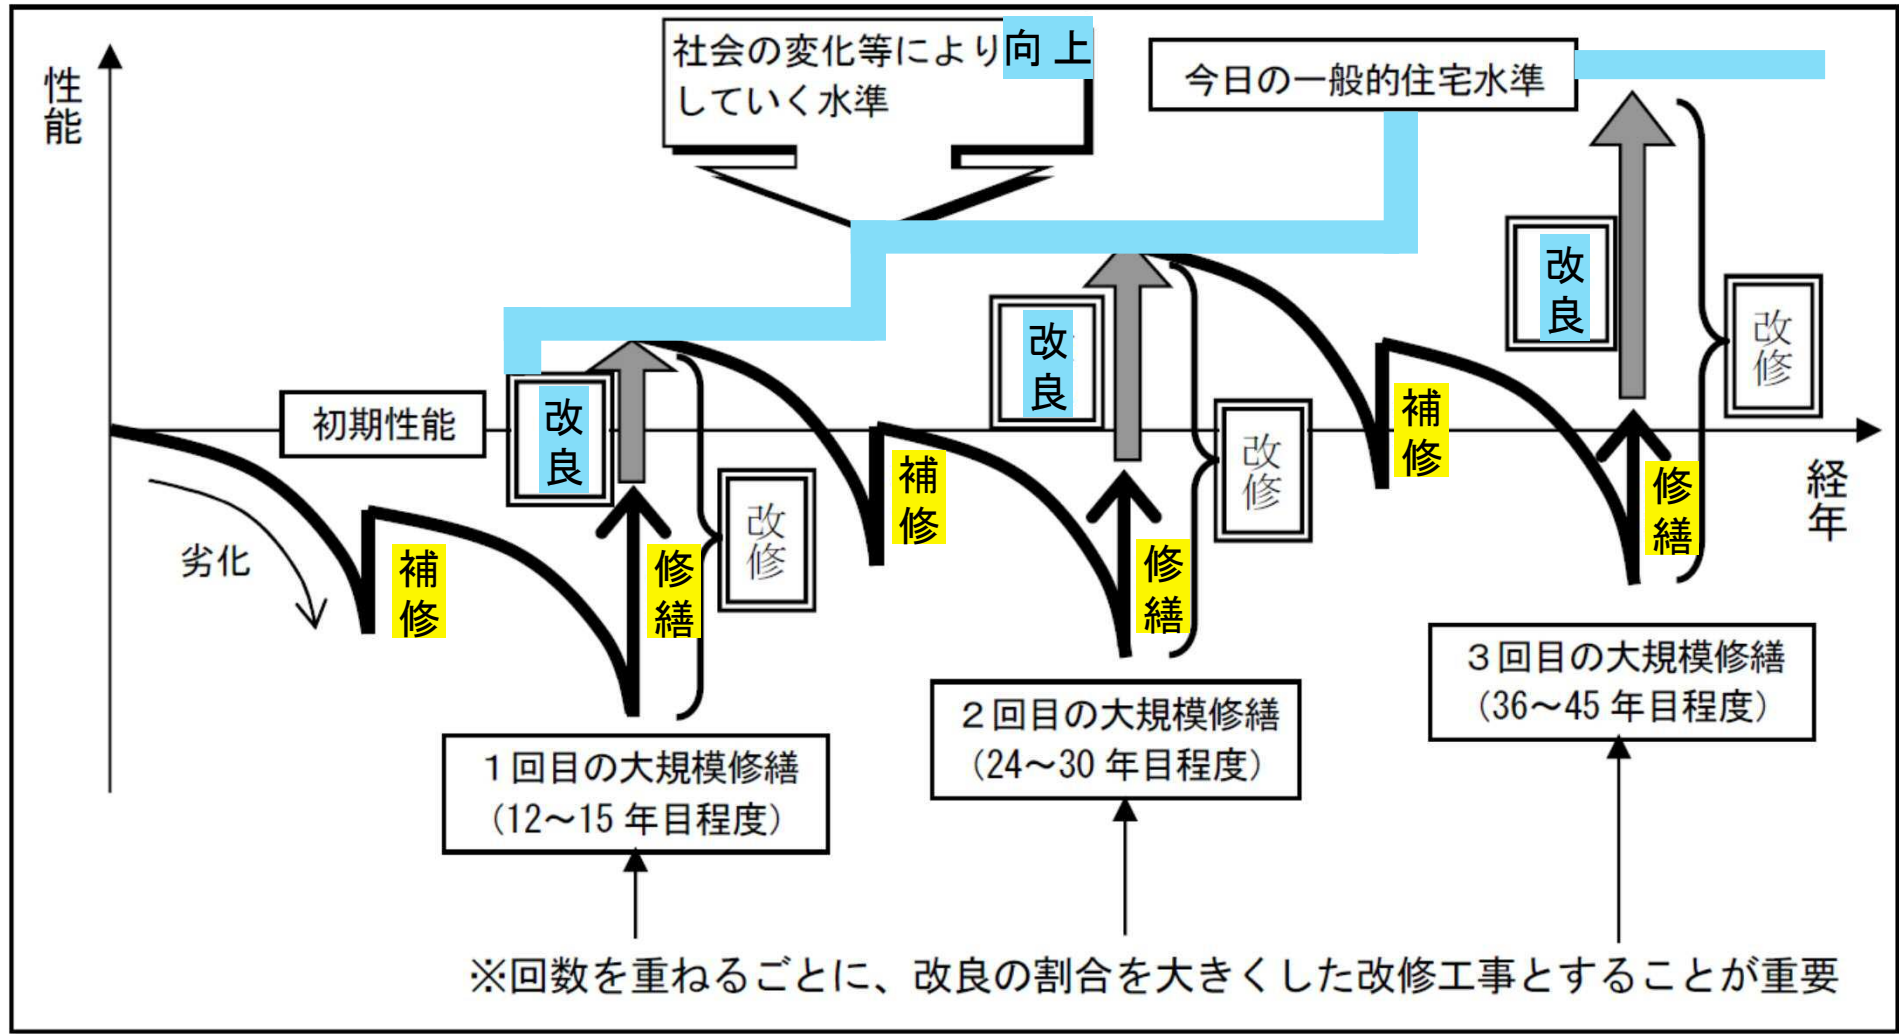 性能
社会の変化等により向上
していく水準
今日の一般的住宅水準
初期性能
劣化
補修
改良
修繕
改修
補修
改良
修繕
改修
補修
改良
修繕
改修
経年
1回目の大規模修繕
(12～15年目程度)
2回目の大規模修繕
(24～30年目程度)
3回目の大規模修繕
(36～45年目程度)
※回数を重ねるごとに、改良の割合を大きくした改修工事とすることが重要